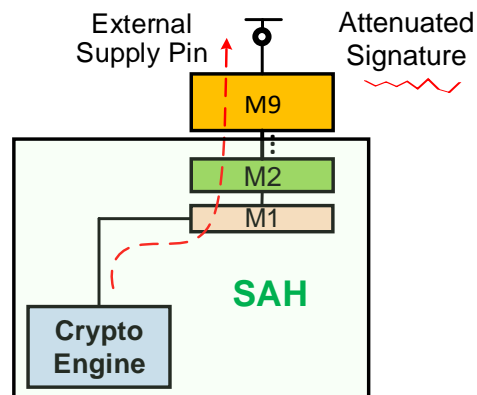 External
Supply Pin
Attenuated
Signature
M9
M2
M1
SAH
Crypto
Engine